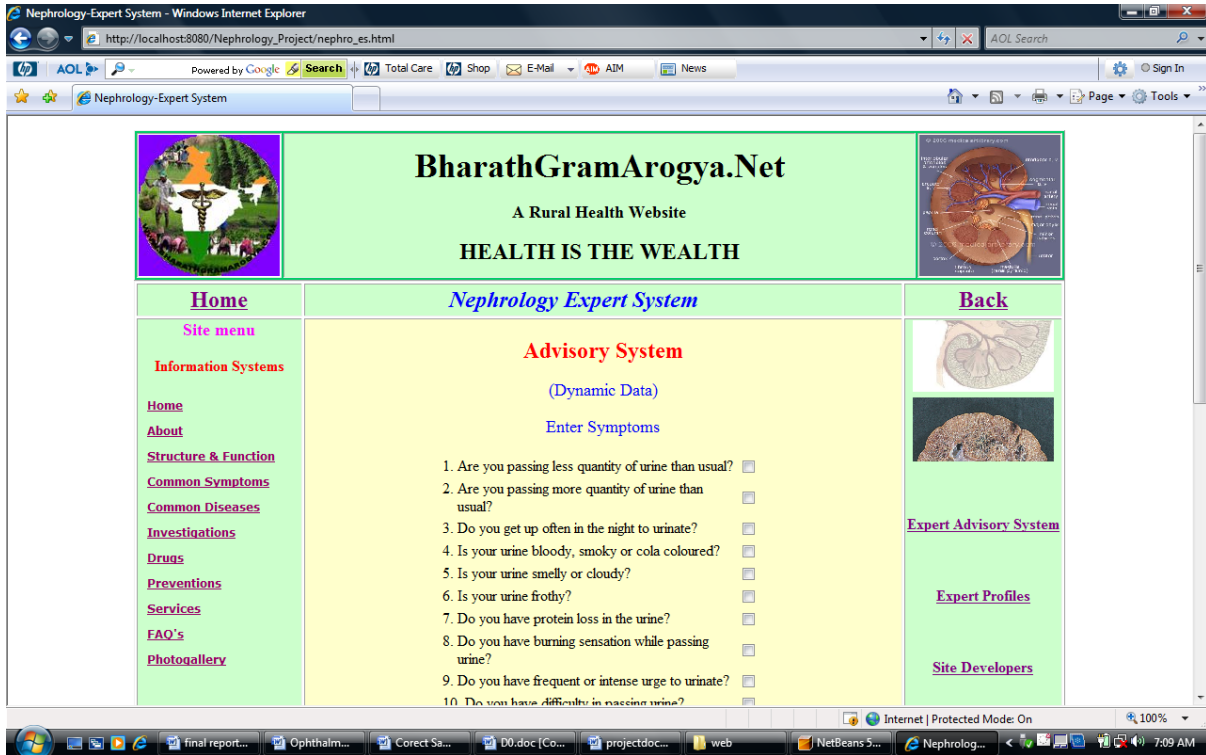 Nephrology-Expert System - Windows Internet Explorer
http://localhost:8080/Nephrology_Project/nephro_es.html
AOL Search
AOL
Powered by Google
Search
Total Care
Shop
E-Mail
AIM
News
Sign In
Nephrology-Expert System
Page
Tools
BharathGramArogya.Net
A Rural Health Website
HEALTH IS THE WEALTH
Home
Nephrology Expert System
Back
Site menu
Information Systems
Home
About
Structure & Function
Common Symptoms
Common Diseases
Investigations
Drugs
Preventions
Services
FAQ's
Photogallery
Advisory System
(Dynamic Data)
Enter Symptoms
1. Are you passing less quantity of urine than usual?
2. Are you passing more quantity of urine than
usual?
3. Do you get up often in the night to urinate?
4. Is your urine bloody, smoky or cola coloured?
5. Is your urine smelly or cloudy?
6. Is your urine frothy?
7. Do you have protein loss in the urine?
8. Do you have burning sensation while passing
urine?
9. Do you have frequent or intense urge to urinate?
10. Do you have difficulty in passing urine?
Expert Advisory System
Expert Profiles
Site Developers
Internet | Protected Mode: On
100%
final report...
Ophthalm...
Corect Sa...
D0.doc [Co...
projectdoc...
web
NetBeans 5...
Nephrolog...
7:09 AM